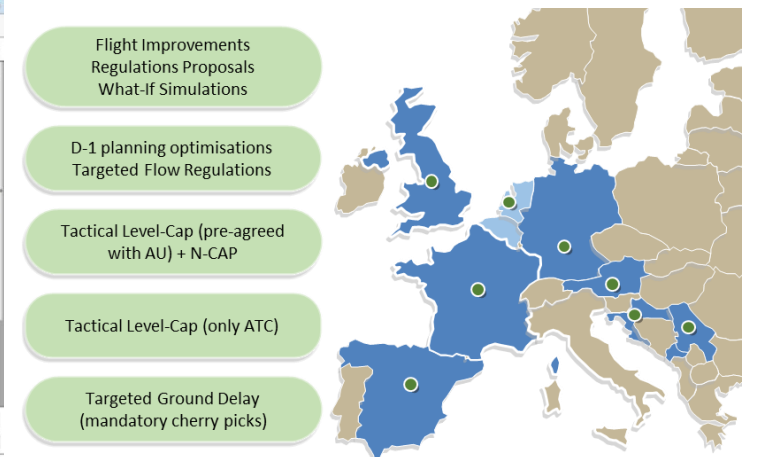 Flight Improvements
Regulations Proposals
What-If Simulations
D-1 planning optimisations
Targeted Flow Regulations
Tactical Level-Cap (pre-agreed
with AU) + N-CAP
Tactical Level-Cap (only ATC)
Targeted Ground Delay
(mandatory cherry picks)